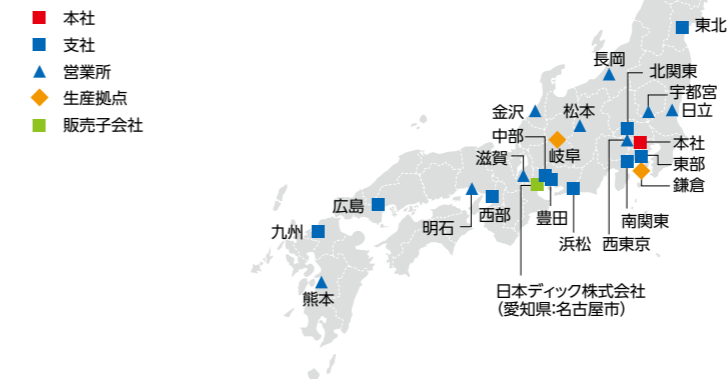 本社
支社
営業所
生産拠点
販売子会社
東北
長岡
北関東
宇都宮
日立
金沢
松本
中部
岐阜
本社
滋賀
東部
鎌倉
広島
明石
西部
豊田
南関東
九州
浜松
西東京
熊本
日本ディック株式会社
（愛知県:名古屋市）